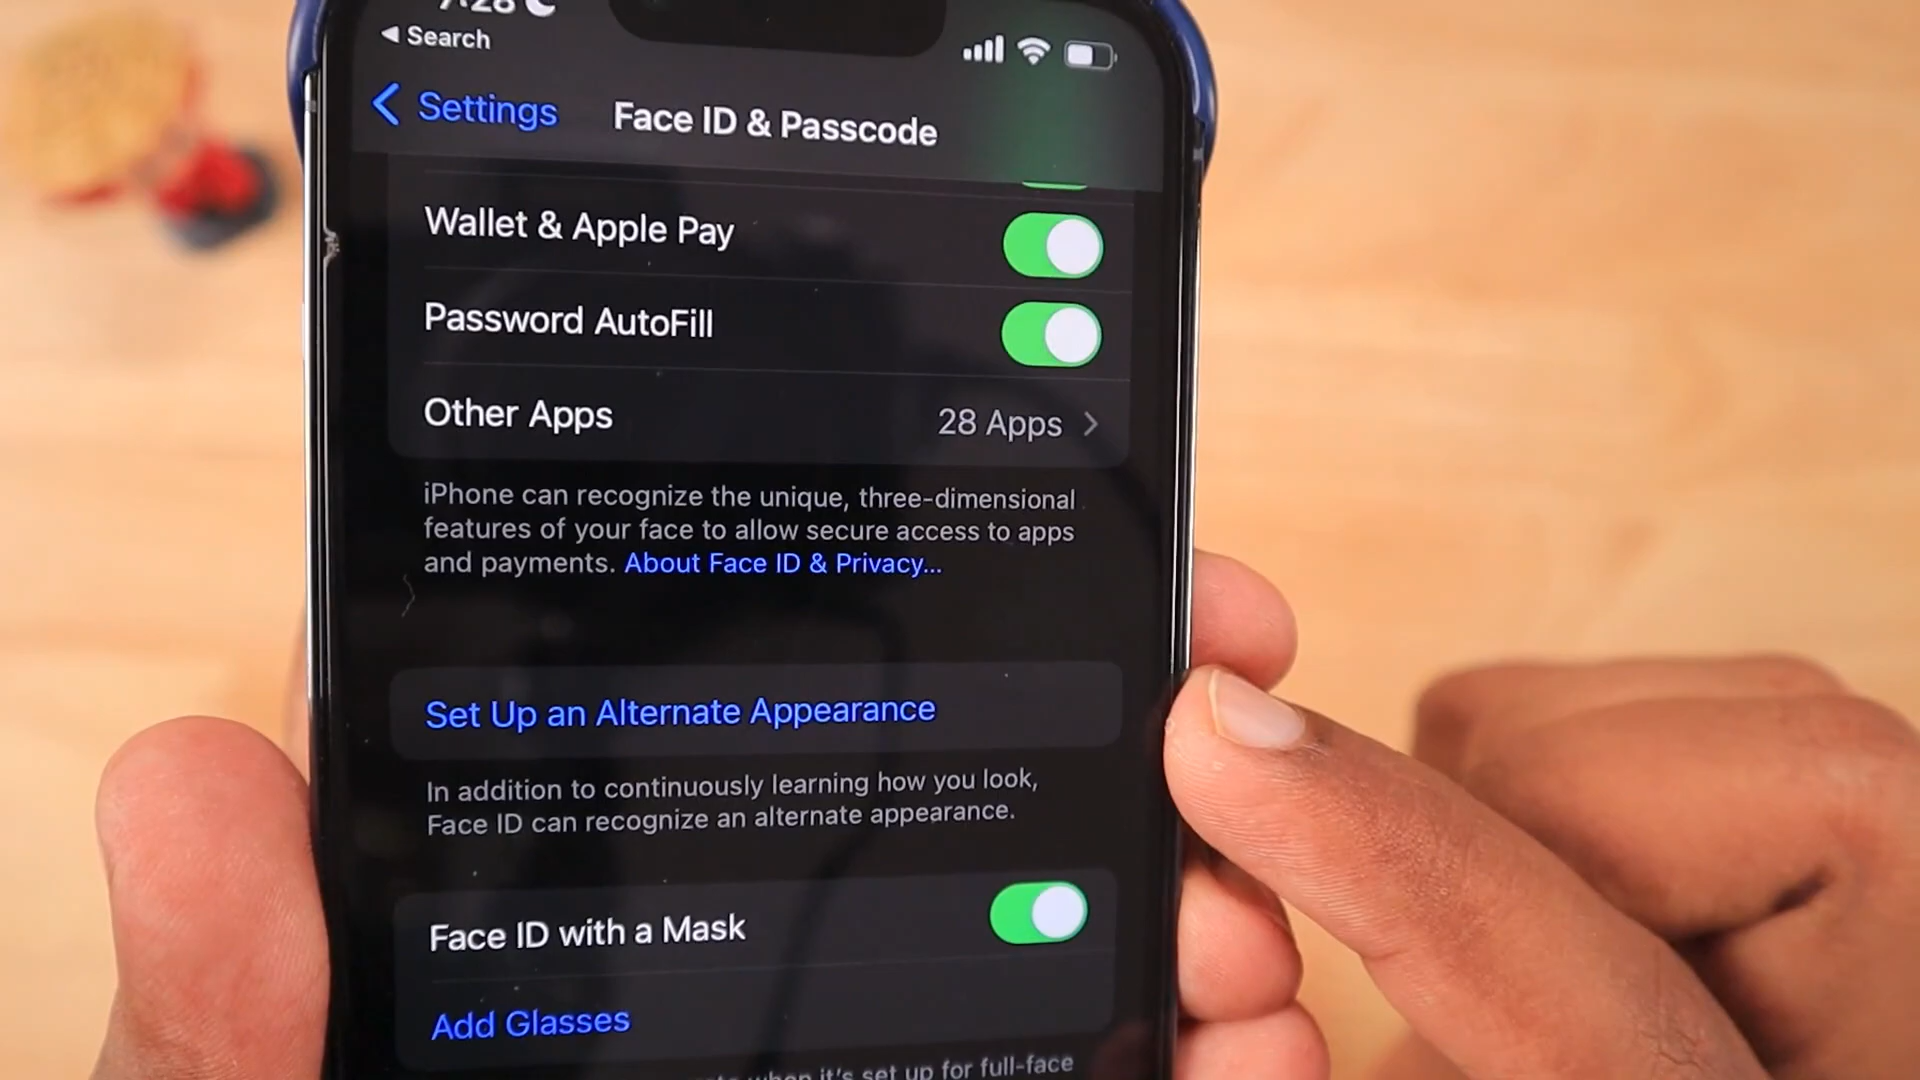 7:28
Search
Settings
Face ID & Passcode
Wallet & Apple Pay
Password AutoFill
Other Apps
28 Apps
iPhone can recognize the unique, three-dimensional
features of your face to allow secure access to apps
and payments. About Face ID & Privacy...
Set Up an Alternate Appearance
In addition to continuously learning how you look,
Face ID can recognize an alternate appearance.
Face ID with a Mask
Add Glasses
when it's set up for full-face